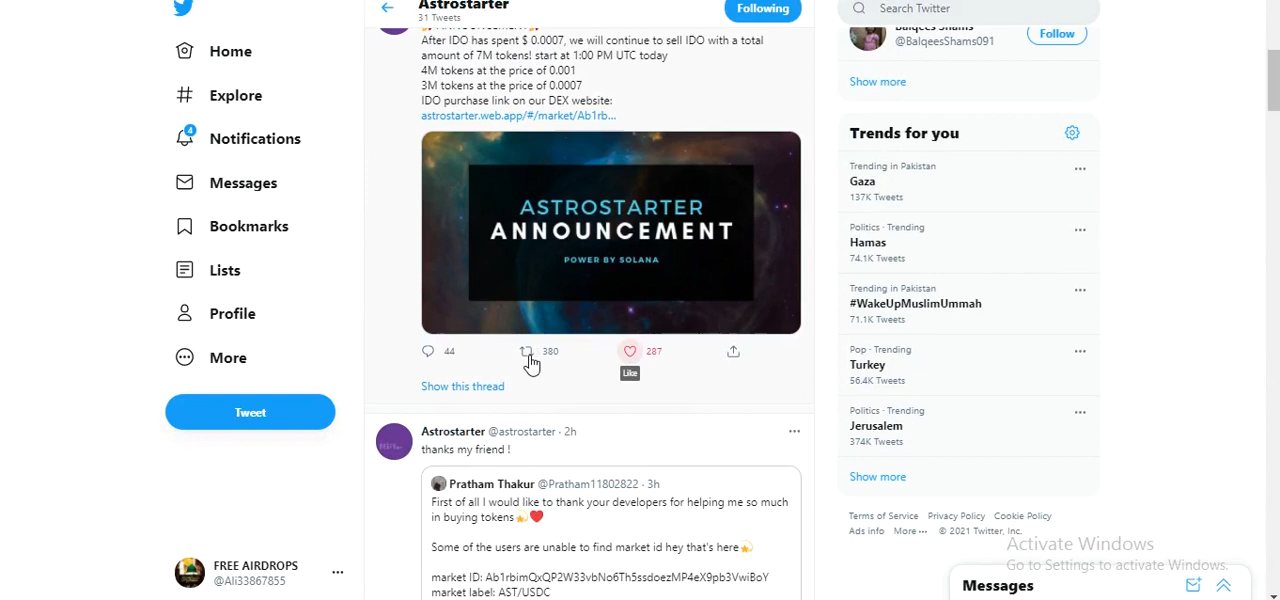 Astrostarter
31 Tweets
Following
Search Twitter
Home
Explore
4
Notifications
Messages
Bookmarks
Lists
Profile
More
Tweet
FREE AIRDROPS
@Ali33867855
After IDO has spent $ 0.0007, we will continue to sell IDO with a total
amount of 7M tokens! start at 1:00 PM UTC today
4M tokens at the price of 0.001
3M tokens at the price of 0.0007
IDO purchase link on our DEX website:
astrostarter.web.app/#/market/Ab1rb...
ASTROSTARTER
ANNOUNCEMENT
POWER BY SOLANA
44
380
287
Like
Show this thread
Astrostarter @astrostarter · 2h
thanks my friend !
Pratham Thakur @Pratham11802822 · 3h
First of all I would like to thank your developers for helping me so much
in buying tokens💫❤️
Some of the users are unable to find market id hey that's here💫
market ID: Ab1rbimQxQP2W33vbNo6Th5ssdoezMP4eX9pb3VwiBoY
market label: AST/USDC
Balqees Shams
@BalqeesShams091
Follow
Show more
Trends for you
Trending in Pakistan
Gaza
137K Tweets
Politics · Trending
Hamas
74.1K Tweets
Trending in Pakistan
#WakeUpMuslimUmmah
71.1K Tweets
Pop · Trending
Turkey
56.4K Tweets
Politics · Trending
Jerusalem
374K Tweets
Show more
Terms of Service Privacy Policy Cookie Policy
Ads info More ··· © 2021 Twitter, Inc.
Activate Windows
Go to Settings to activate Windows.
Messages